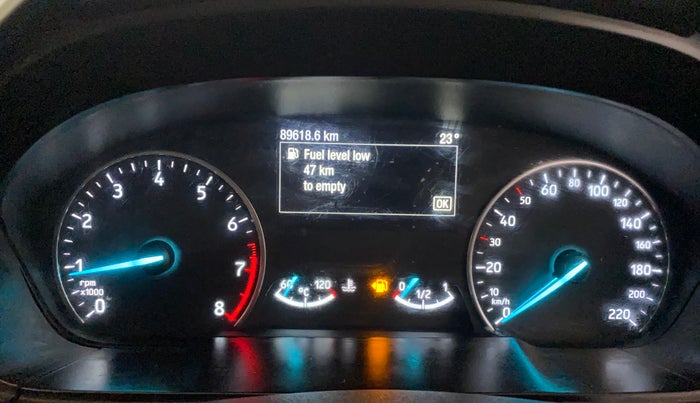 89618.6 km 23°
Fuel level low
47 km
to empty
OK
0 1 2 3 4 5 6 7 8
rpm
x1000
60 °C 120
0 1/2 1
0 10 20 30 40 50 60 80 100 120 140 160 180 200 220
km/h